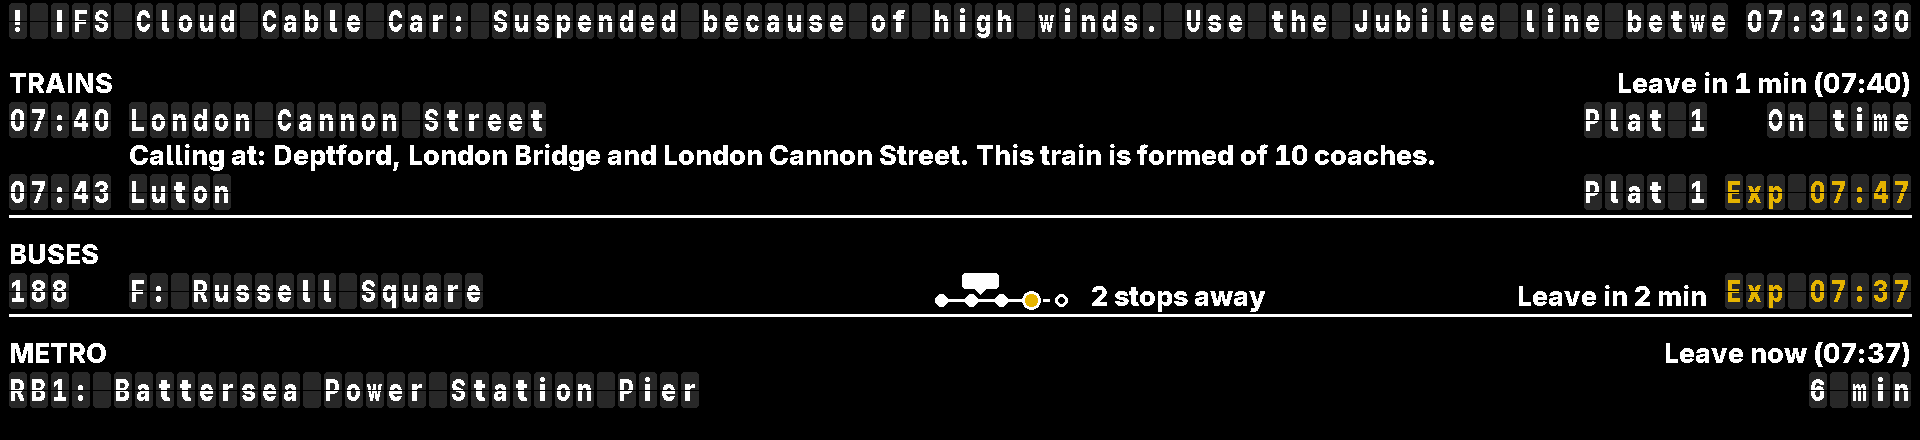 ! IFS Cloud Cable Car: Suspended because of high winds. Use the Jubilee line betwe 07:31:30
TRAINS Leave in 1 min (07:40)
07:40 London Cannon Street Plat 1 On time
Calling at: Deptford, London Bridge and London Cannon Street. This train is formed of 10 coaches.
07:43 Luton Plat 1 Exp 07:47
BUSES
188 F: Russell Square 2 stops away Leave in 2 min Exp 07:37
METRO Leave now (07:37)
RB1: Battersea Power Station Pier 6 min